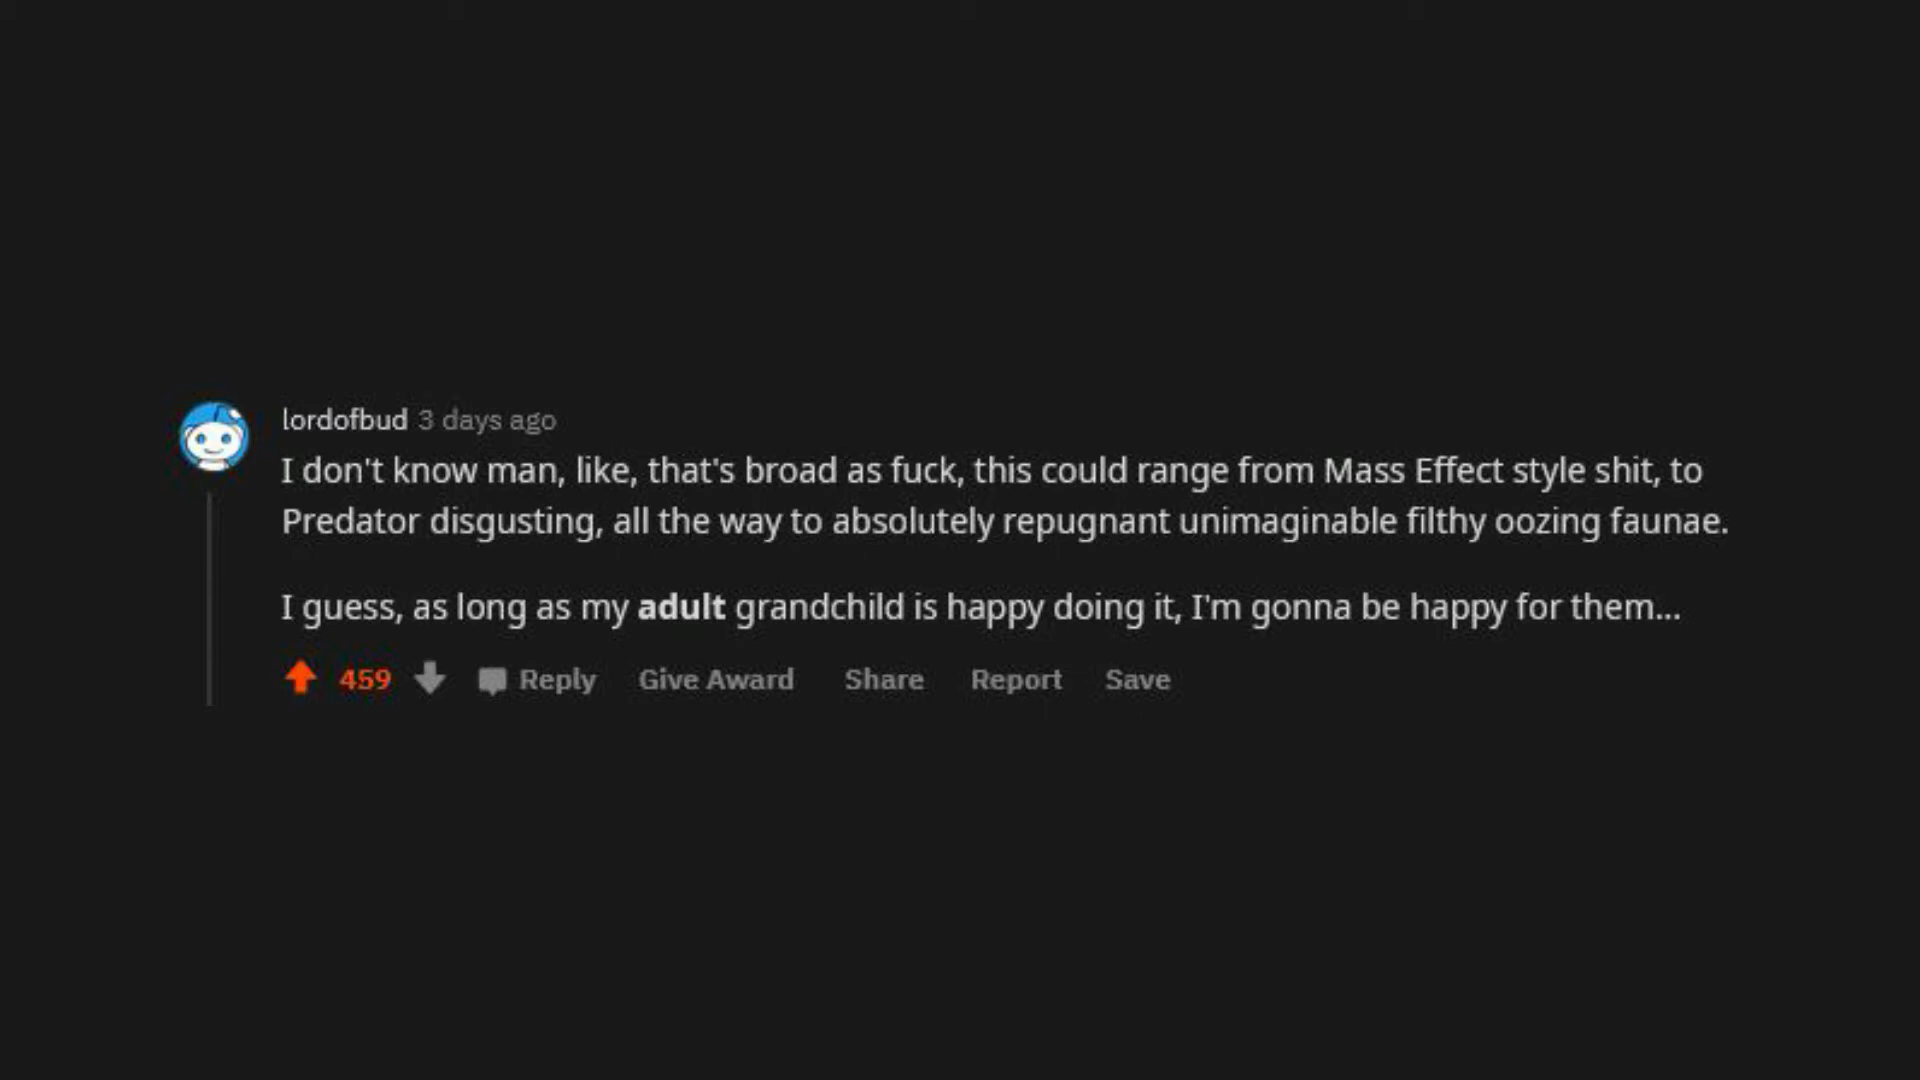 lordofbud 3 days ago
I don't know man, like, that's broad as fuck, this could range from Mass Effect style shit, to
Predator disgusting, all the way to absolutely repugnant unimaginable filthy oozing faunae.
I guess, as long as my adult grandchild is happy doing it, I'm gonna be happy for them...
459 Reply Give Award Share Report Save